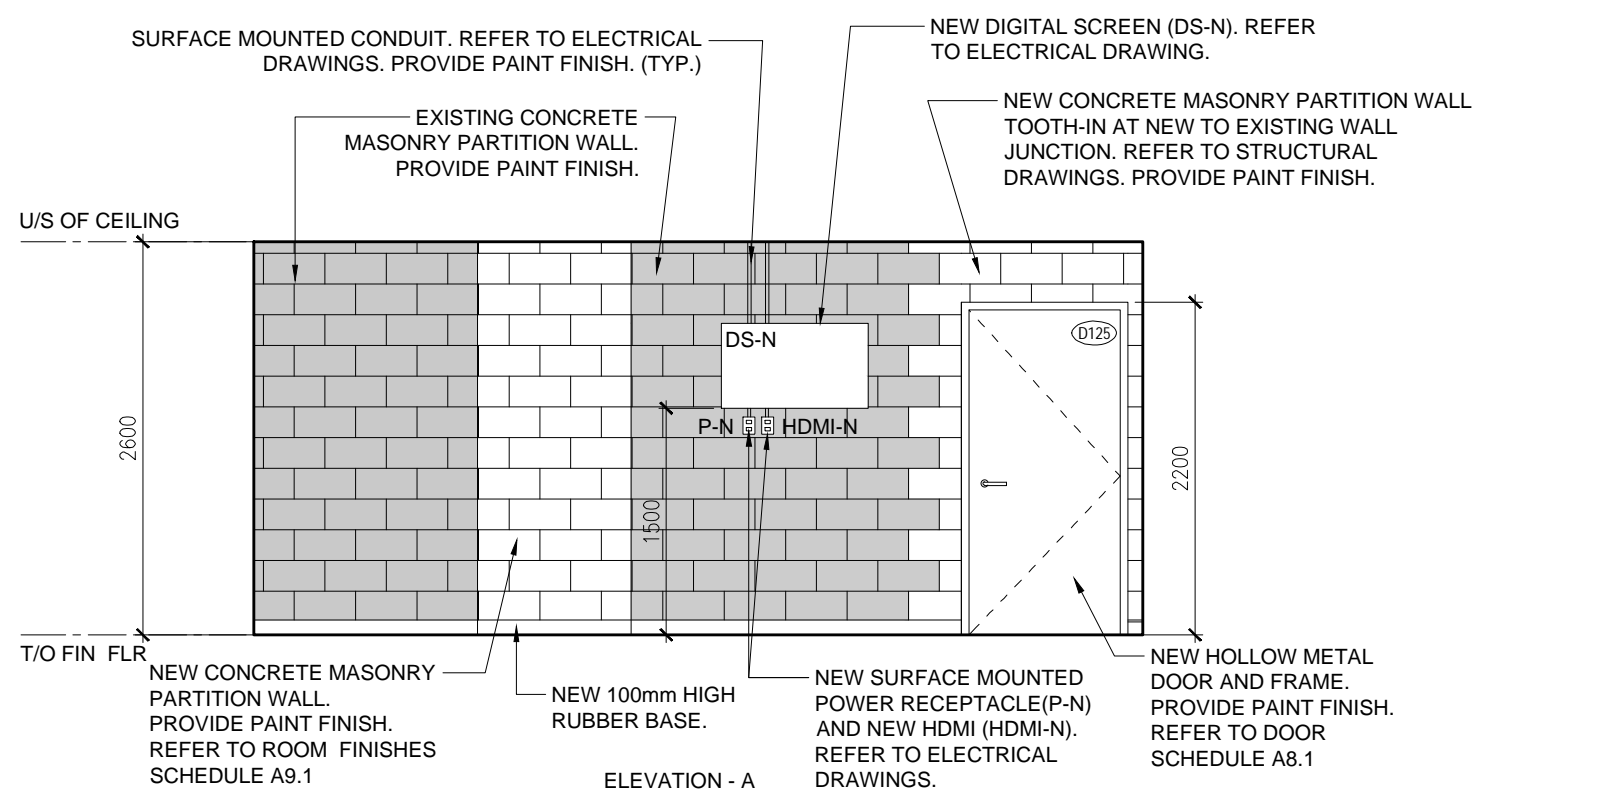 SURFACE MOUNTED CONDUIT. REFER TO ELECTRICAL
DRAWINGS. PROVIDE PAINT FINISH. (TYP.)
NEW DIGITAL SCREEN (DS-N). REFER
TO ELECTRICAL DRAWING.
EXISTING CONCRETE
MASONRY PARTITION WALL.
PROVIDE PAINT FINISH.
NEW CONCRETE MASONRY PARTITION WALL
TOOTH-IN AT NEW TO EXISTING WALL
JUNCTION. REFER TO STRUCTURAL
DRAWINGS. PROVIDE PAINT FINISH.
U/S OF CEILING
D125
DS-N
P-N
HDMI-N
2600
1500
2200
T/O FIN FLR
NEW CONCRETE MASONRY
PARTITION WALL.
PROVIDE PAINT FINISH.
REFER TO ROOM FINISHES
SCHEDULE A9.1
NEW 100mm HIGH
RUBBER BASE.
NEW SURFACE MOUNTED
POWER RECEPTACLE(P-N)
AND NEW HDMI (HDMI-N).
REFER TO ELECTRICAL
DRAWINGS.
NEW HOLLOW METAL
DOOR AND FRAME.
PROVIDE PAINT FINISH.
REFER TO DOOR
SCHEDULE A8.1
ELEVATION - A